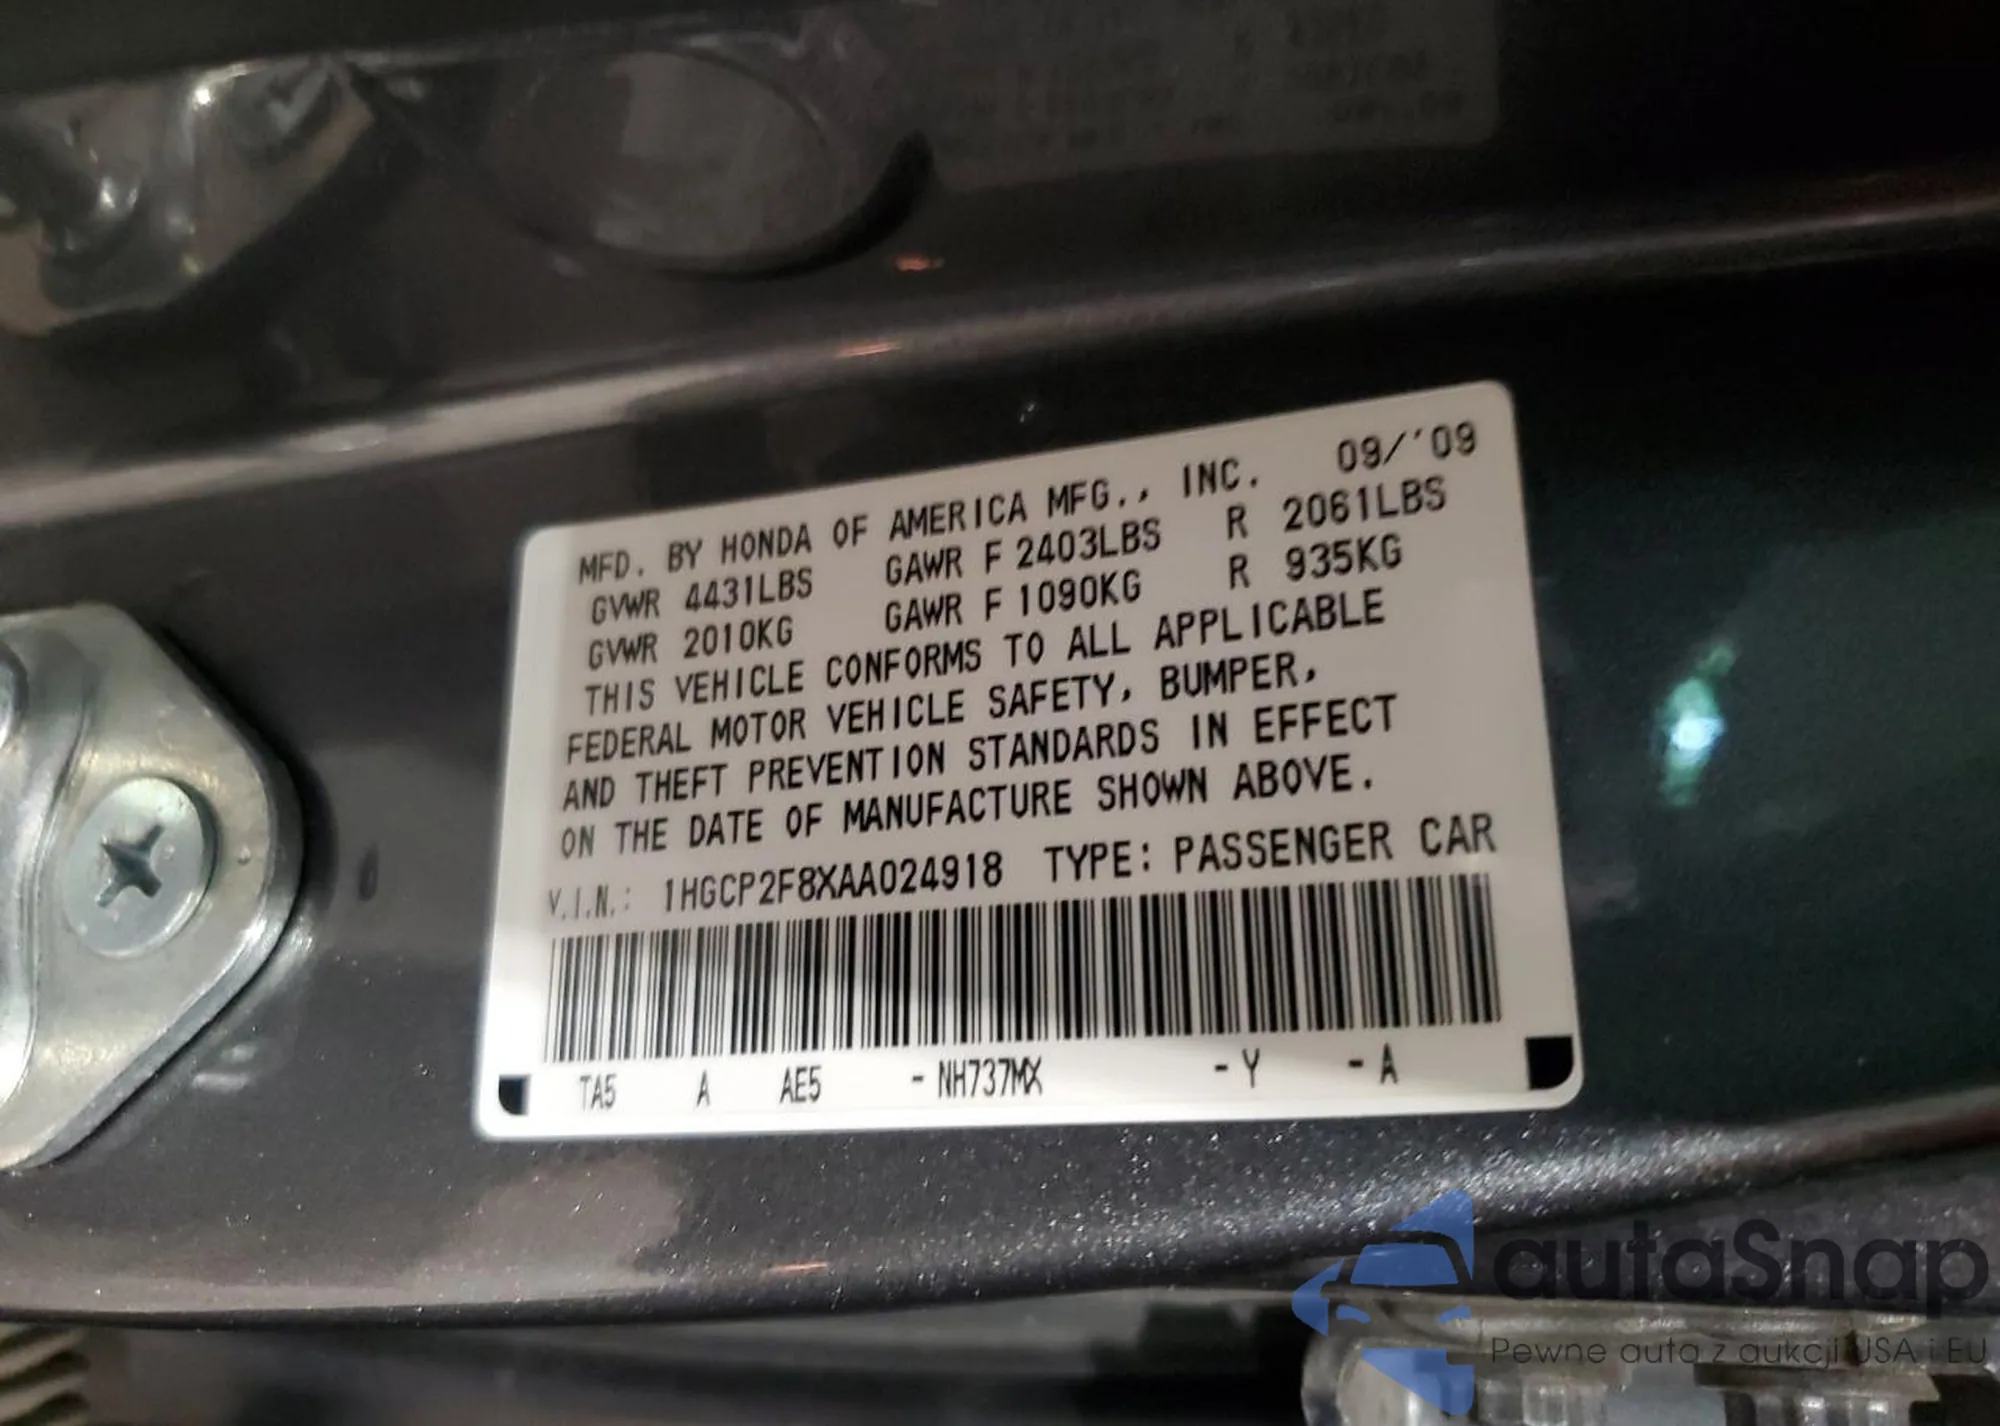 MFD. BY HONDA OF AMERICA MFG., INC. 09/'09
GVWR 4431LBS GAWR F 2403LBS R 2061LBS
GVWR 2010KG GAWR F 1090KG R 935KG
THIS VEHICLE CONFORMS TO ALL APPLICABLE
FEDERAL MOTOR VEHICLE SAFETY, BUMPER,
AND THEFT PREVENTION STANDARDS IN EFFECT
ON THE DATE OF MANUFACTURE SHOWN ABOVE.
V.I.N.: 1HGCP2F8XAA024918 TYPE: PASSENGER CAR
TA5 A AE5 -NH737MX -Y -A
autaSnap
Pewne auta z aukcji USA i EU